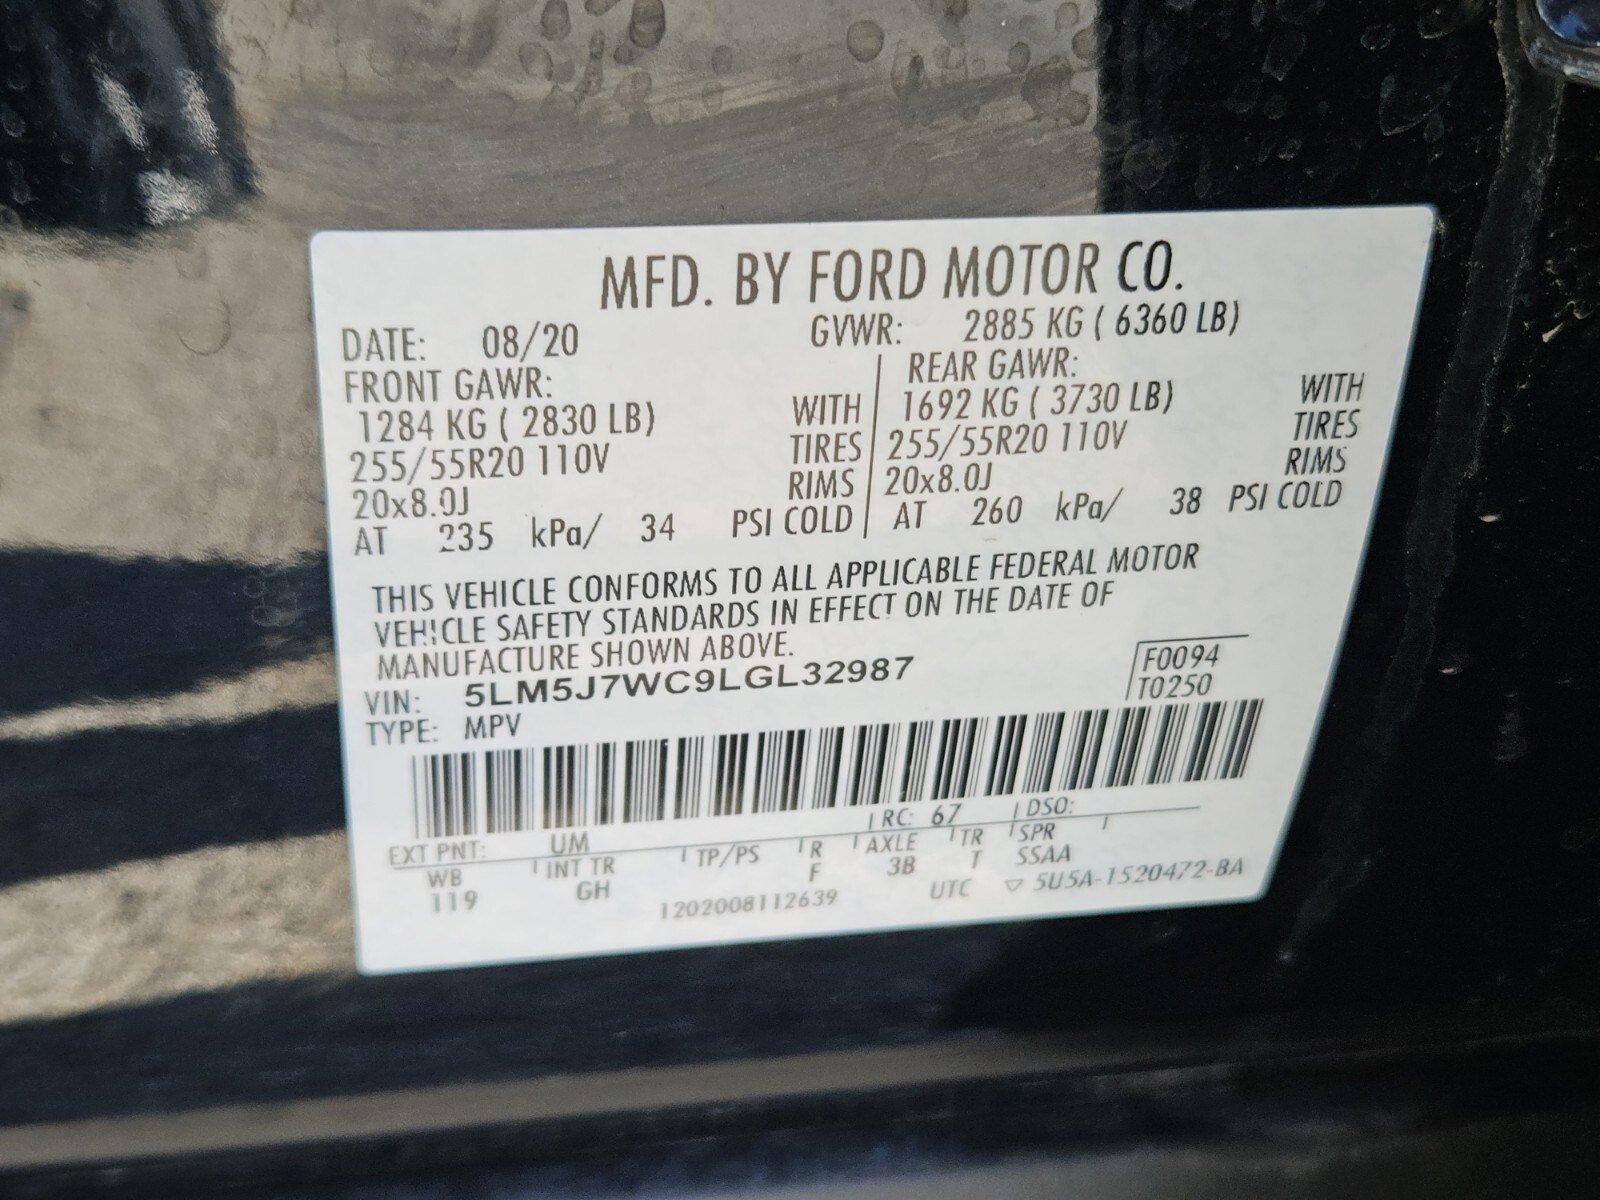 MFD. BY FORD MOTOR CO.
DATE: 08/20 GVWR: 2885 KG ( 6360 LB)
FRONT GAWR: REAR GAWR:
1284 KG ( 2830 LB) WITH 1692 KG ( 3730 LB) WITH
255/55R20 110V TIRES 255/55R20 110V TIRES
20x8.0J RIMS 20x8.0J RIMS
AT 235 kPa/ 34 PSI COLD AT 260 kPa/ 38 PSI COLD
THIS VEHICLE CONFORMS TO ALL APPLICABLE FEDERAL MOTOR
VEHICLE SAFETY STANDARDS IN EFFECT ON THE DATE OF
MANUFACTURE SHOWN ABOVE.
VIN: 5LM5J7WC9LGL32987 F0094
TYPE: MPV T0250
EXT PNT: UM RC: 67 DSO:
WB INT TR TP/PS R AXLE TR SPR
119 GH F 3B T SSAA
1202008112639 UTC ▽ 5U5A-1520472-BA